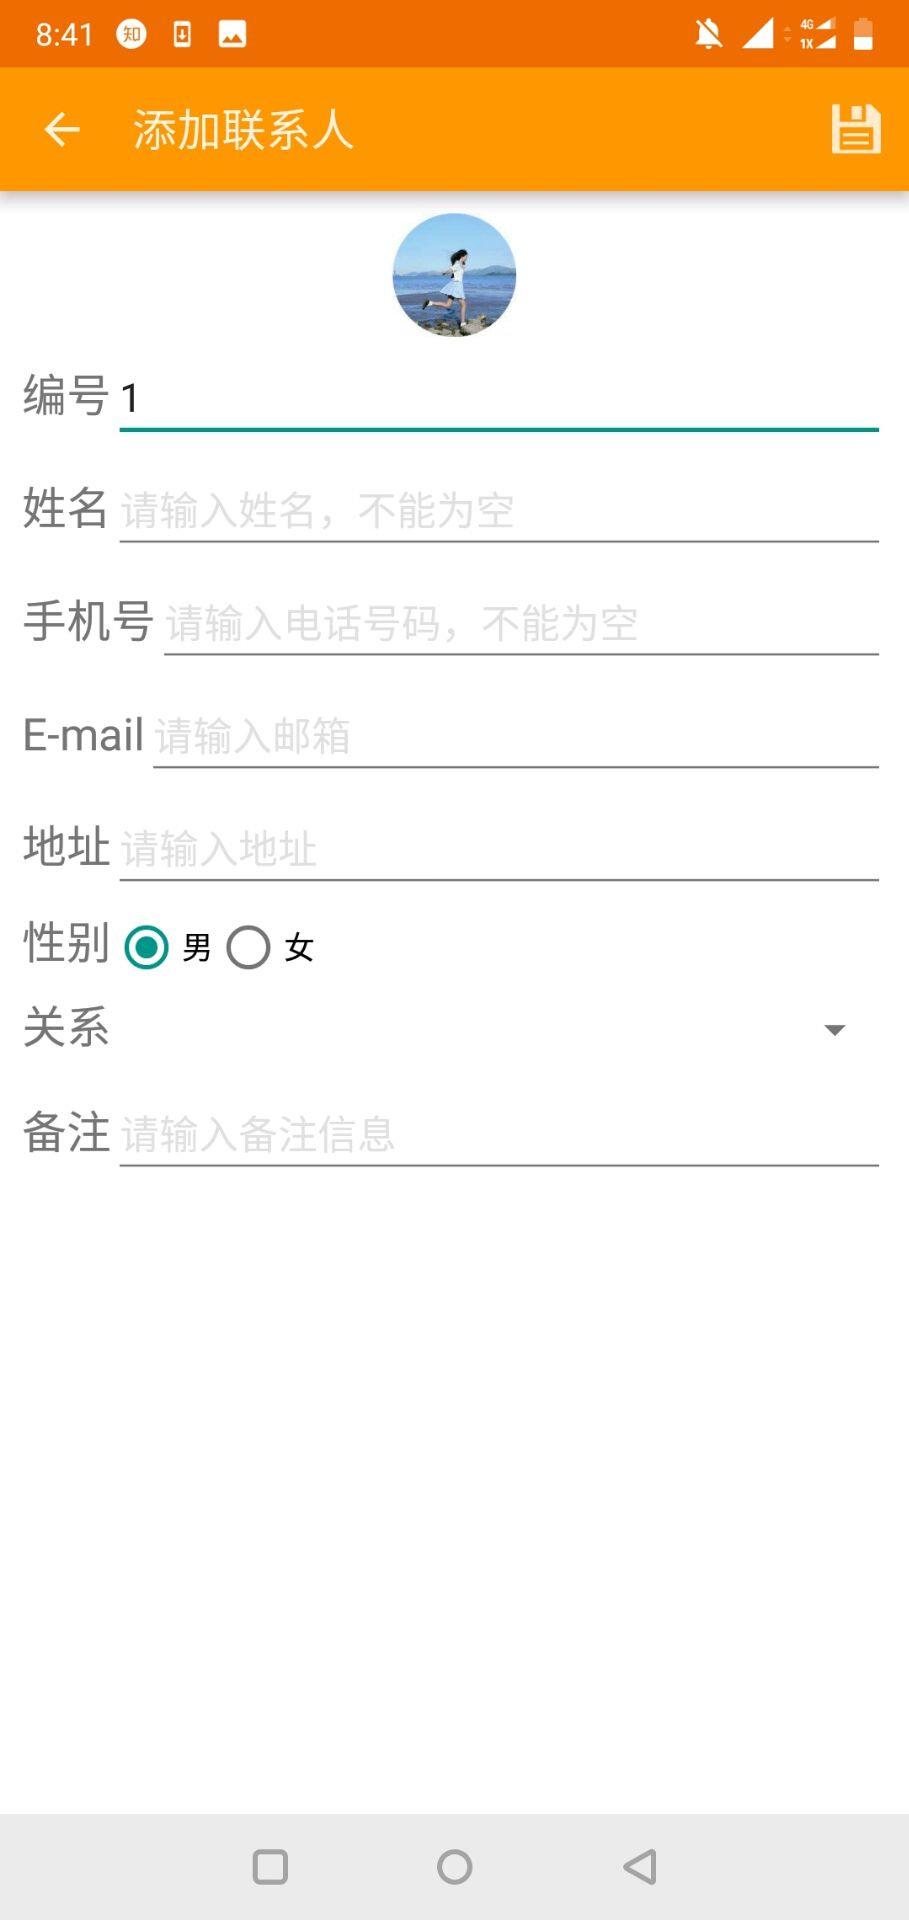 8:41 知 4G
1X
添加联系人
编号 1
姓名 请输入姓名，不能为空
手机号 请输入电话号码，不能为空
E-mail 请输入邮箱
地址 请输入地址
性别 男 女
关系
备注 请输入备注信息